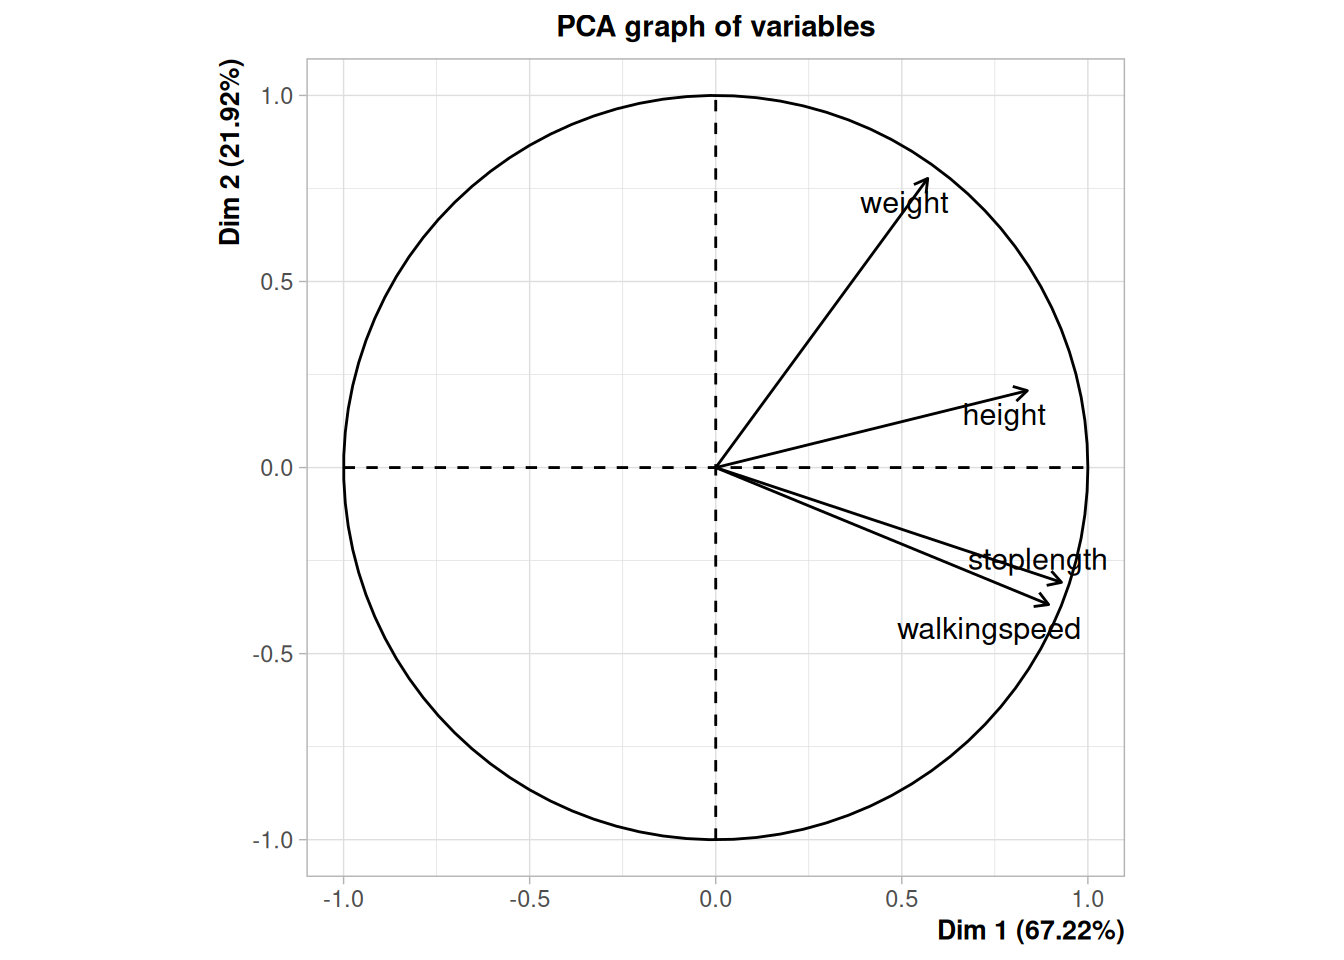 PCA graph of variables
Dim 2 (21.92%)
1.0
0.5
0.0
-0.5
-1.0
weight
height
steplength
walkingspeed
-1.0
-0.5
0.0
0.5
1.0
Dim 1 (67.22%)